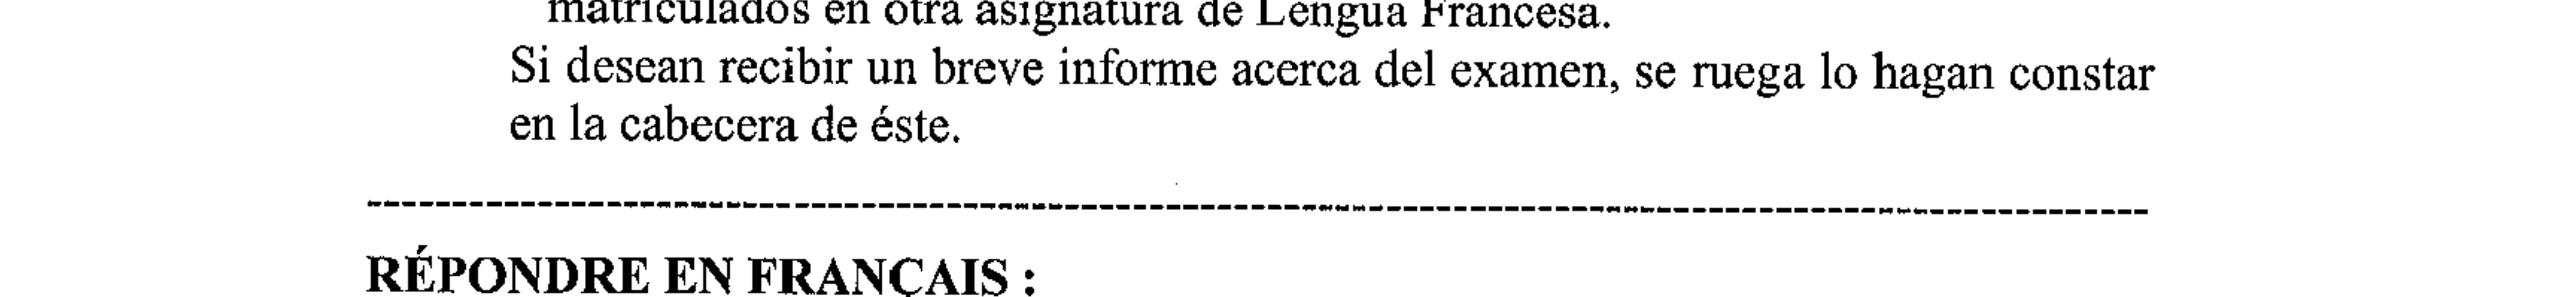 matriculados en otra asignatura de Lengua Francesa.
Si desean recibir un breve informe acerca del examen, se ruega lo hagan constar
en la cabecera de éste.
RÉPONDRE EN FRANÇAIS :